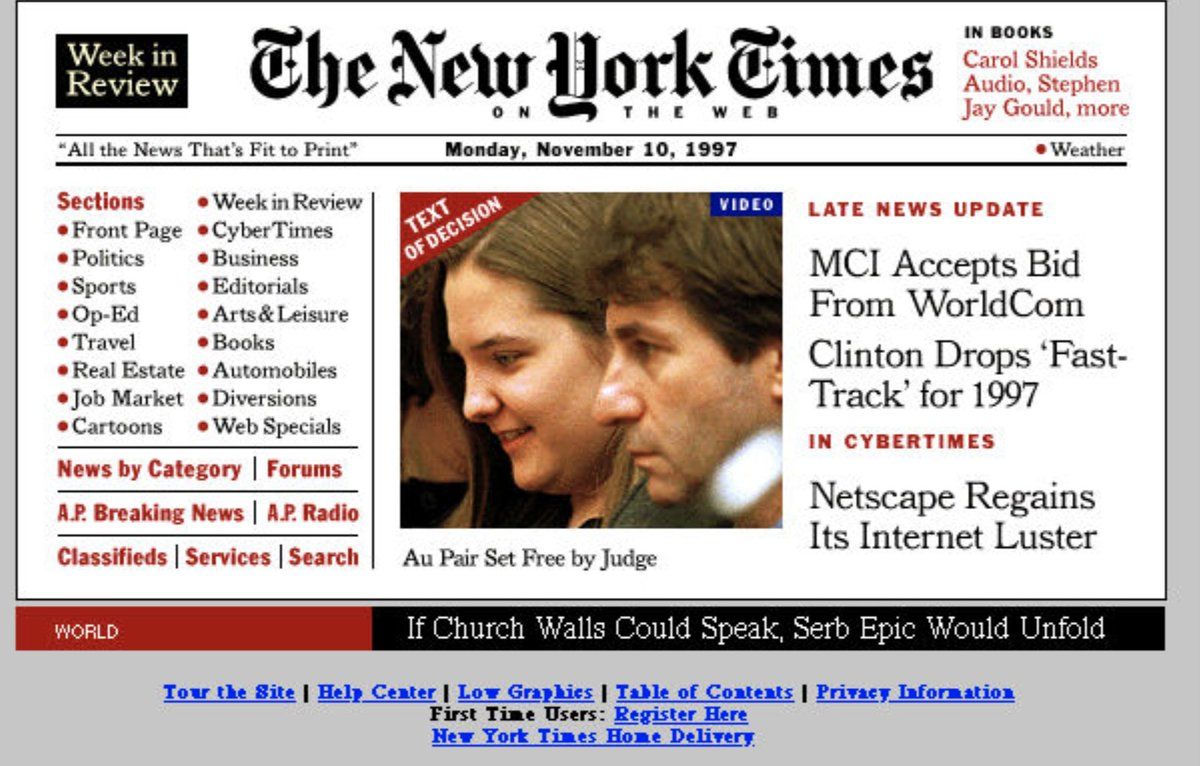 Week in
Review
The New York Times
ON THE WEB
IN BOOKS
Carol Shields
Audio, Stephen
Jay Gould, more
"All the News That's Fit to Print"
Monday, November 10, 1997
Weather
Sections
Front Page
Politics
Sports
Op-Ed
Travel
Real Estate
Job Market
Cartoons
Week in Review
CyberTimes
Business
Editorials
Arts & Leisure
Books
Automobiles
Diversions
Web Specials
News by Category | Forums
A.P. Breaking News | A.P. Radio
Classifieds | Services | Search
TEXT
OF DECISION
VIDEO
Au Pair Set Free by Judge
LATE NEWS UPDATE
MCI Accepts Bid
From WorldCom
Clinton Drops 'Fast-
Track' for 1997
IN CYBERTIMES
Netscape Regains
Its Internet Luster
WORLD
If Church Walls Could Speak, Serb Epic Would Unfold
Tour the Site | Help Center | Low Graphics | Table of Contents | Privacy Information
First Time Users: Register Here
New York Times Home Delivery